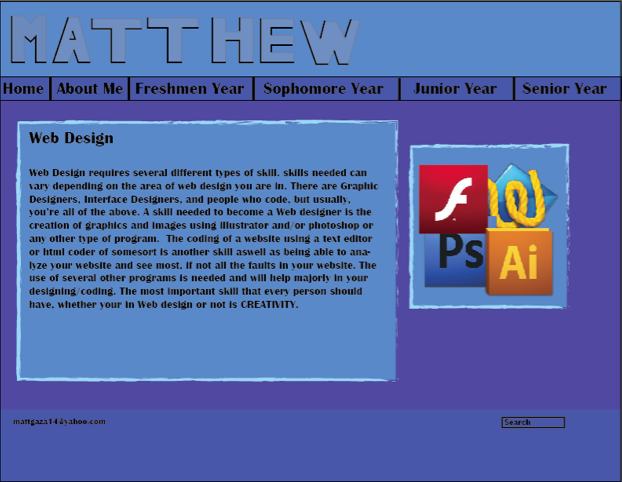 MATTHEW
Home About Me Freshmen Year Sophomore Year Junior Year Senior Year
Web Design
Web Design requires several different types of skill. skills needed can
vary depending on the area of web design you are in. There are Graphic
Designers, Interface Designers, and people who code, but usually,
you're all of the above. A skill needed to become a Web designer is the
creation of graphics and images using illustrator and/or photoshop or
any other type of program. The coding of a website using a text editor
or html coder of somesort is another skill aswell as being able to ana-
lyze your website and see most, if not all the faults in your website. The
use of several other programs is needed and will help majorly in your
designing/coding. The most important skill that every person should
have, whether your in Web design or not is CREATIVITY.
Ps
Ai
mattgaza14@yahoo.com
Search